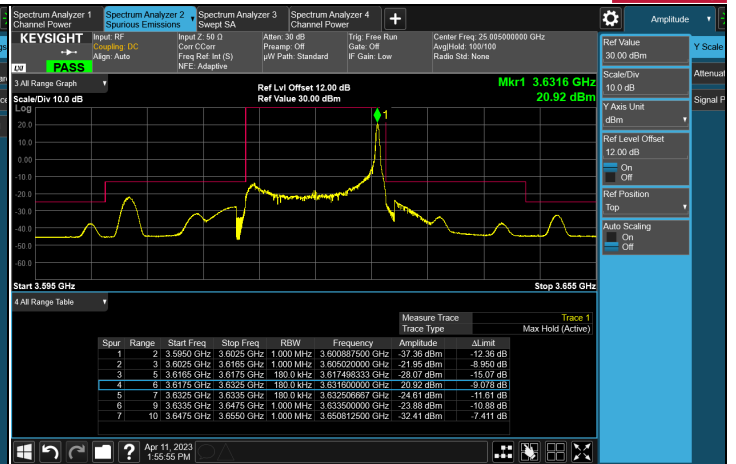 Spectrum Analyzer 1
Channel Power
Spectrum Analyzer 2
Spurious Emissions
Spectrum Analyzer 3
Swept SA
Spectrum Analyzer 4
Channel Power
+
Amplitude
KEYSIGHT
LXI
PASS
Input: RF
Coupling: DC
Align: Auto
Input Z: 50 Ω
Corr CCorr
Freq Ref: Int (S)
NFE: Adaptive
Atten: 30 dB
Preamp: Off
µW Path: Standard
Trig: Free Run
Gate: Off
IF Gain: Low
Center Freq: 25.005000000 GHz
Avg|Hold: 100/100
Radio Std: None
3 All Range Graph
Scale/Div 10.0 dB
Ref Lvl Offset 12.00 dB
Ref Value 30.00 dBm
Mkr1 3.6316 GHz
20.92 dBm
Log
20.0
10.0
0.00
-10.0
-20.0
-30.0
-40.0
-50.0
-60.0
1
Start 3.595 GHz
Stop 3.655 GHz
4 All Range Table
Measure Trace Trace 1
Trace Type Max Hold (Active)
Spur Range Start Freq Stop Freq RBW Frequency Amplitude ΔLimit
1 2 3.5950 GHz 3.6025 GHz 1.000 MHz 3.600887500 GHz -37.36 dBm -12.36 dB
2 3 3.6025 GHz 3.6165 GHz 1.000 MHz 3.605020000 GHz -21.95 dBm -8.950 dB
3 5 3.6165 GHz 3.6175 GHz 180.0 kHz 3.617498333 GHz -28.07 dBm -15.07 dB
4 6 3.6175 GHz 3.6325 GHz 180.0 kHz 3.631600000 GHz 20.92 dBm -9.078 dB
5 7 3.6325 GHz 3.6335 GHz 180.0 kHz 3.632506667 GHz -24.61 dBm -11.61 dB
6 9 3.6335 GHz 3.6475 GHz 1.000 MHz 3.633500000 GHz -23.88 dBm -10.88 dB
7 10 3.6475 GHz 3.6550 GHz 1.000 MHz 3.650812500 GHz -32.41 dBm -7.411 dB
Ref Value
30.00 dBm
Scale/Div
10.0 dB
Y Axis Unit
dBm
Ref Level Offset
12.00 dB
On
Off
Ref Position
Top
Auto Scaling
On
Off
Y Scale
Attenuat
Signal P
?
Apr 11, 2023
1:55:55 PM